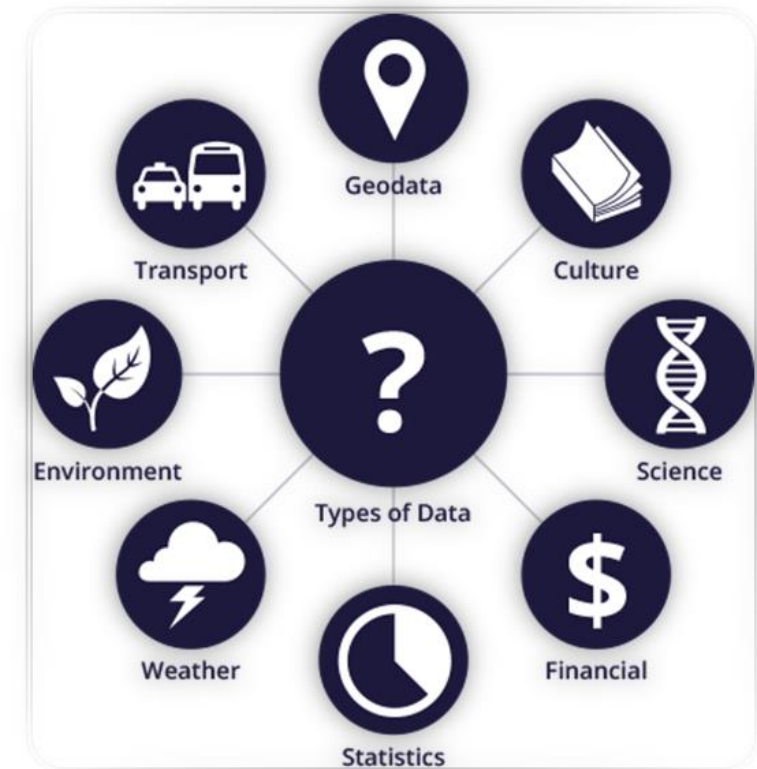 Geodata
Transport
Culture
?
Environment
Science
Types of Data
$
Weather
Financial
Statistics